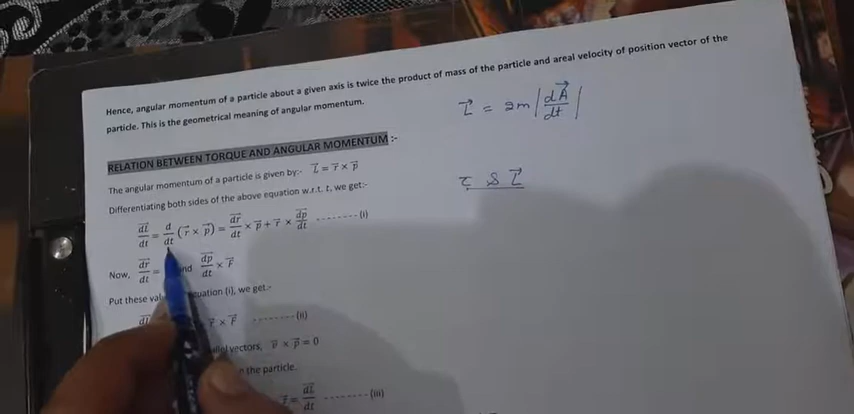 Hence, angular momentum of a particle about a given axis is twice the product of mass of the particle and areal velocity of position vector of the
particle. This is the geometrical meaning of angular momentum.
L⃗ = 2m |dA⃗/dt|
RELATION BETWEEN TORQUE AND ANGULAR MOMENTUM :-
The angular momentum of a particle is given by:- L⃗ = r⃗ × p⃗
τ & L⃗
Differentiating both sides of the above equation w.r.t. t, we get:-
dL⃗/dt = d/dt (r⃗ × p⃗) = dr⃗/dt × p⃗ + r⃗ × dp⃗/dt --------(i)
Now, dr⃗/dt = and dp⃗/dt × F⃗
Put these equation (i), we get:-
r⃗ × F⃗ --------(ii)
vectors, v⃗ × p⃗ = 0
the particle.
= dL⃗/dt --------(iii)